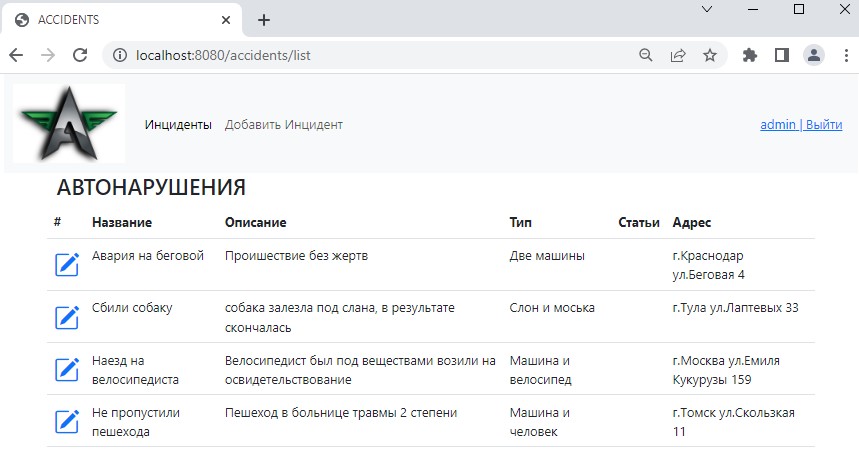 ACCIDENTS
localhost:8080/accidents/list
Инциденты Добавить Инцидент admin | Выйти
АВТОНАРУШЕНИЯ
# Название Описание Тип Статьи Адрес
Авария на беговой Проишествие без жертв Две машины г.Краснодар
ул.Беговая 4
Сбили собаку собака залезла под слана, в результате Слон и моська г.Тула ул.Лаптевых 33
скончалась
Наезд на Велосипедист был под веществами возили на Машина и г.Москва ул.Емиля
велосипедиста освидетельствование велосипед Кукурузы 159
Не пропустили Пешеход в больнице травмы 2 степени Машина и г.Томск ул.Скользкая
пешехода человек 11